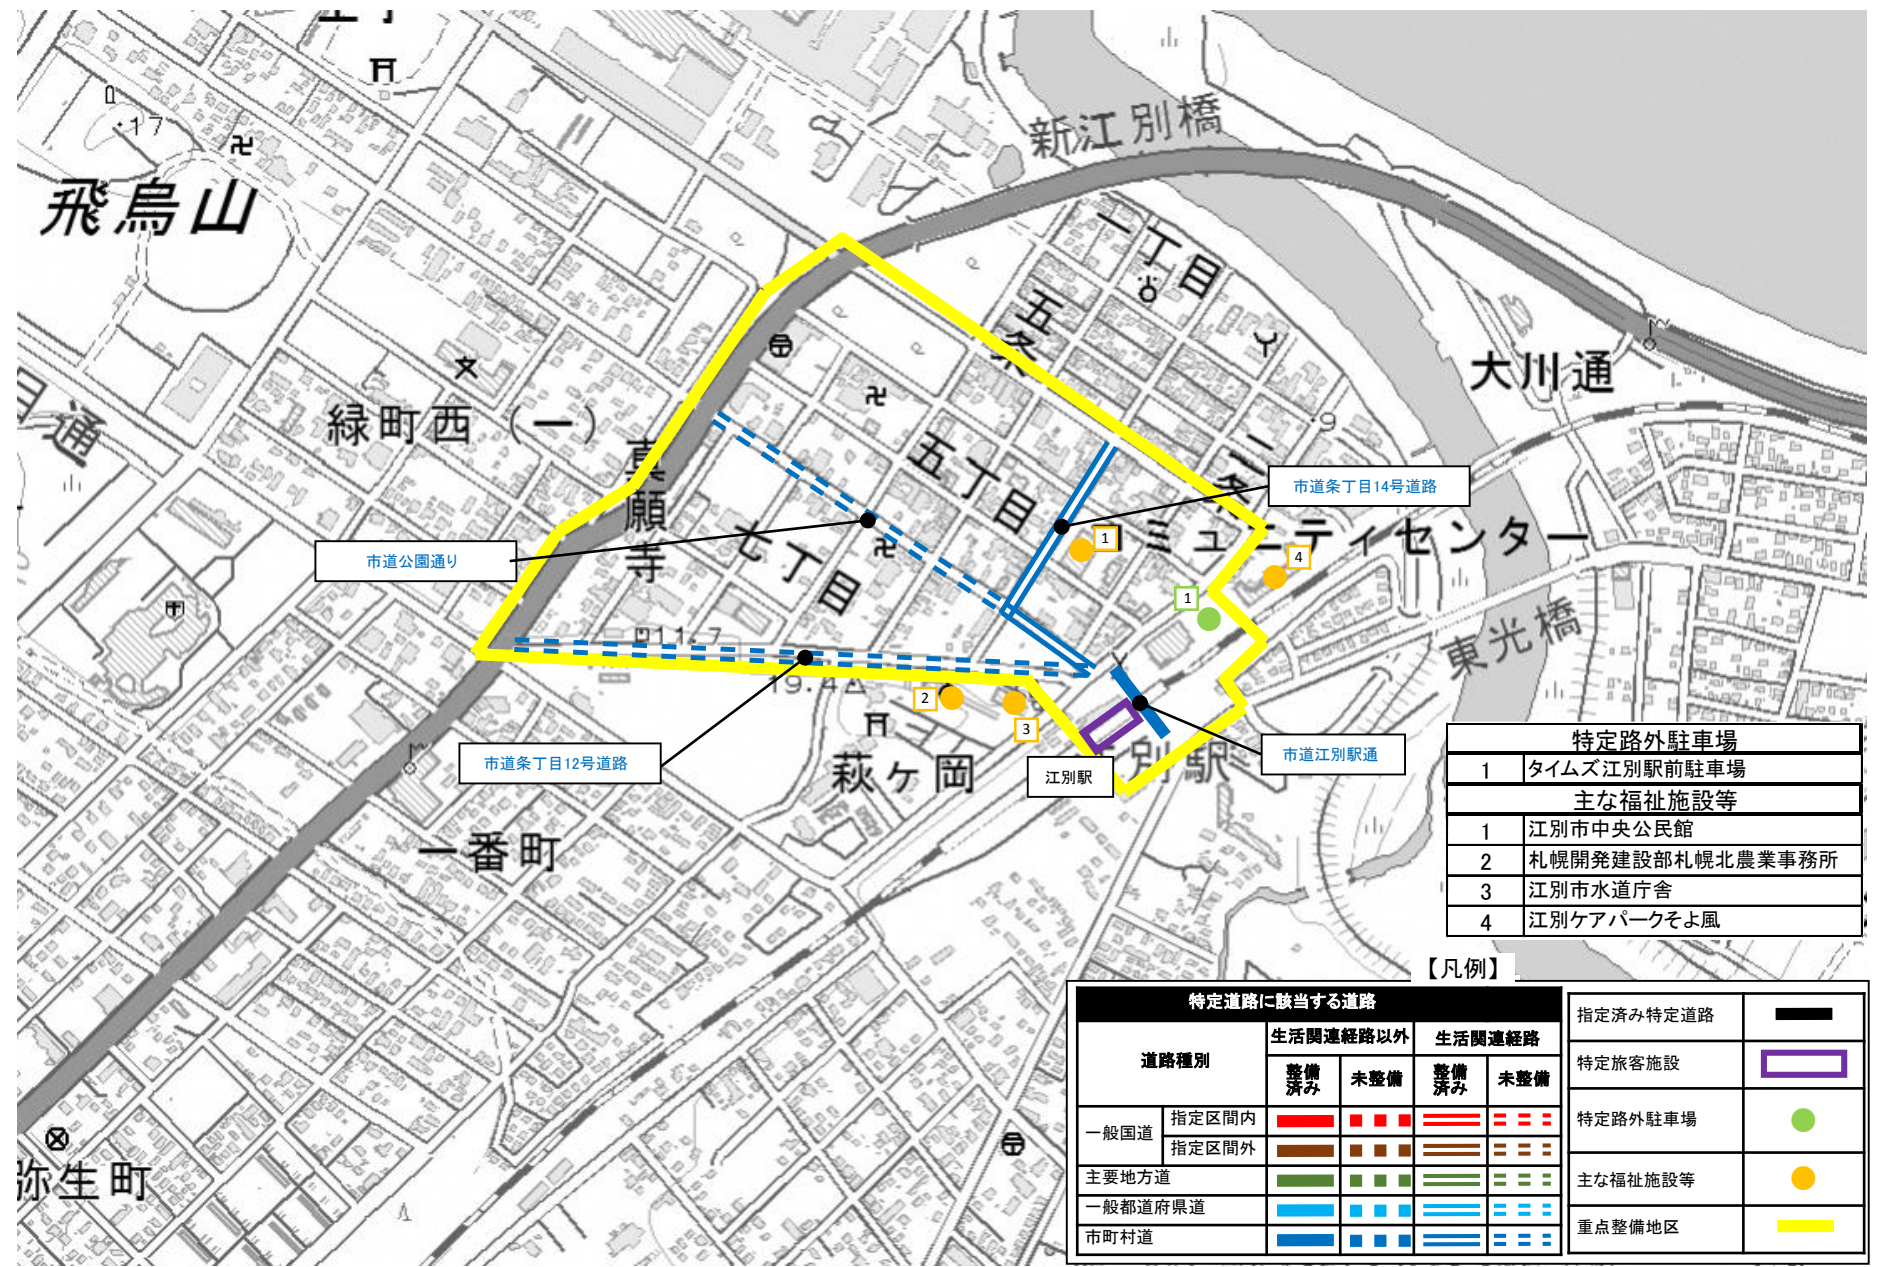 新江別橋
17
飛鳥山
一丁目
五条
大川通
緑町西(一)
9
真願寺
五丁目
二条
市道条丁目14号道路
コミュニティセンター
1
4
市道公園通り
七丁目
1
東光橋
11.7
19.4
2
3
市道条丁目12号道路
萩ヶ岡
江別駅
別駅
市道江別駅通
一番町
弥生町
特定路外駐車場
1 タイムズ江別駅前駐車場
主な福祉施設等
1 江別市中央公民館
2 札幌開発建設部札幌北農業事務所
3 江別市水道庁舎
4 江別ケアパークそよ風
【凡例】
特定道路に該当する道路
道路種別
生活関連経路以外 生活関連経路
整備済み 未整備 整備済み 未整備
一般国道 指定区間内
指定区間外
主要地方道
一般都道府県道
市町村道
指定済み特定道路
特定旅客施設
特定路外駐車場
主な福祉施設等
重点整備地区